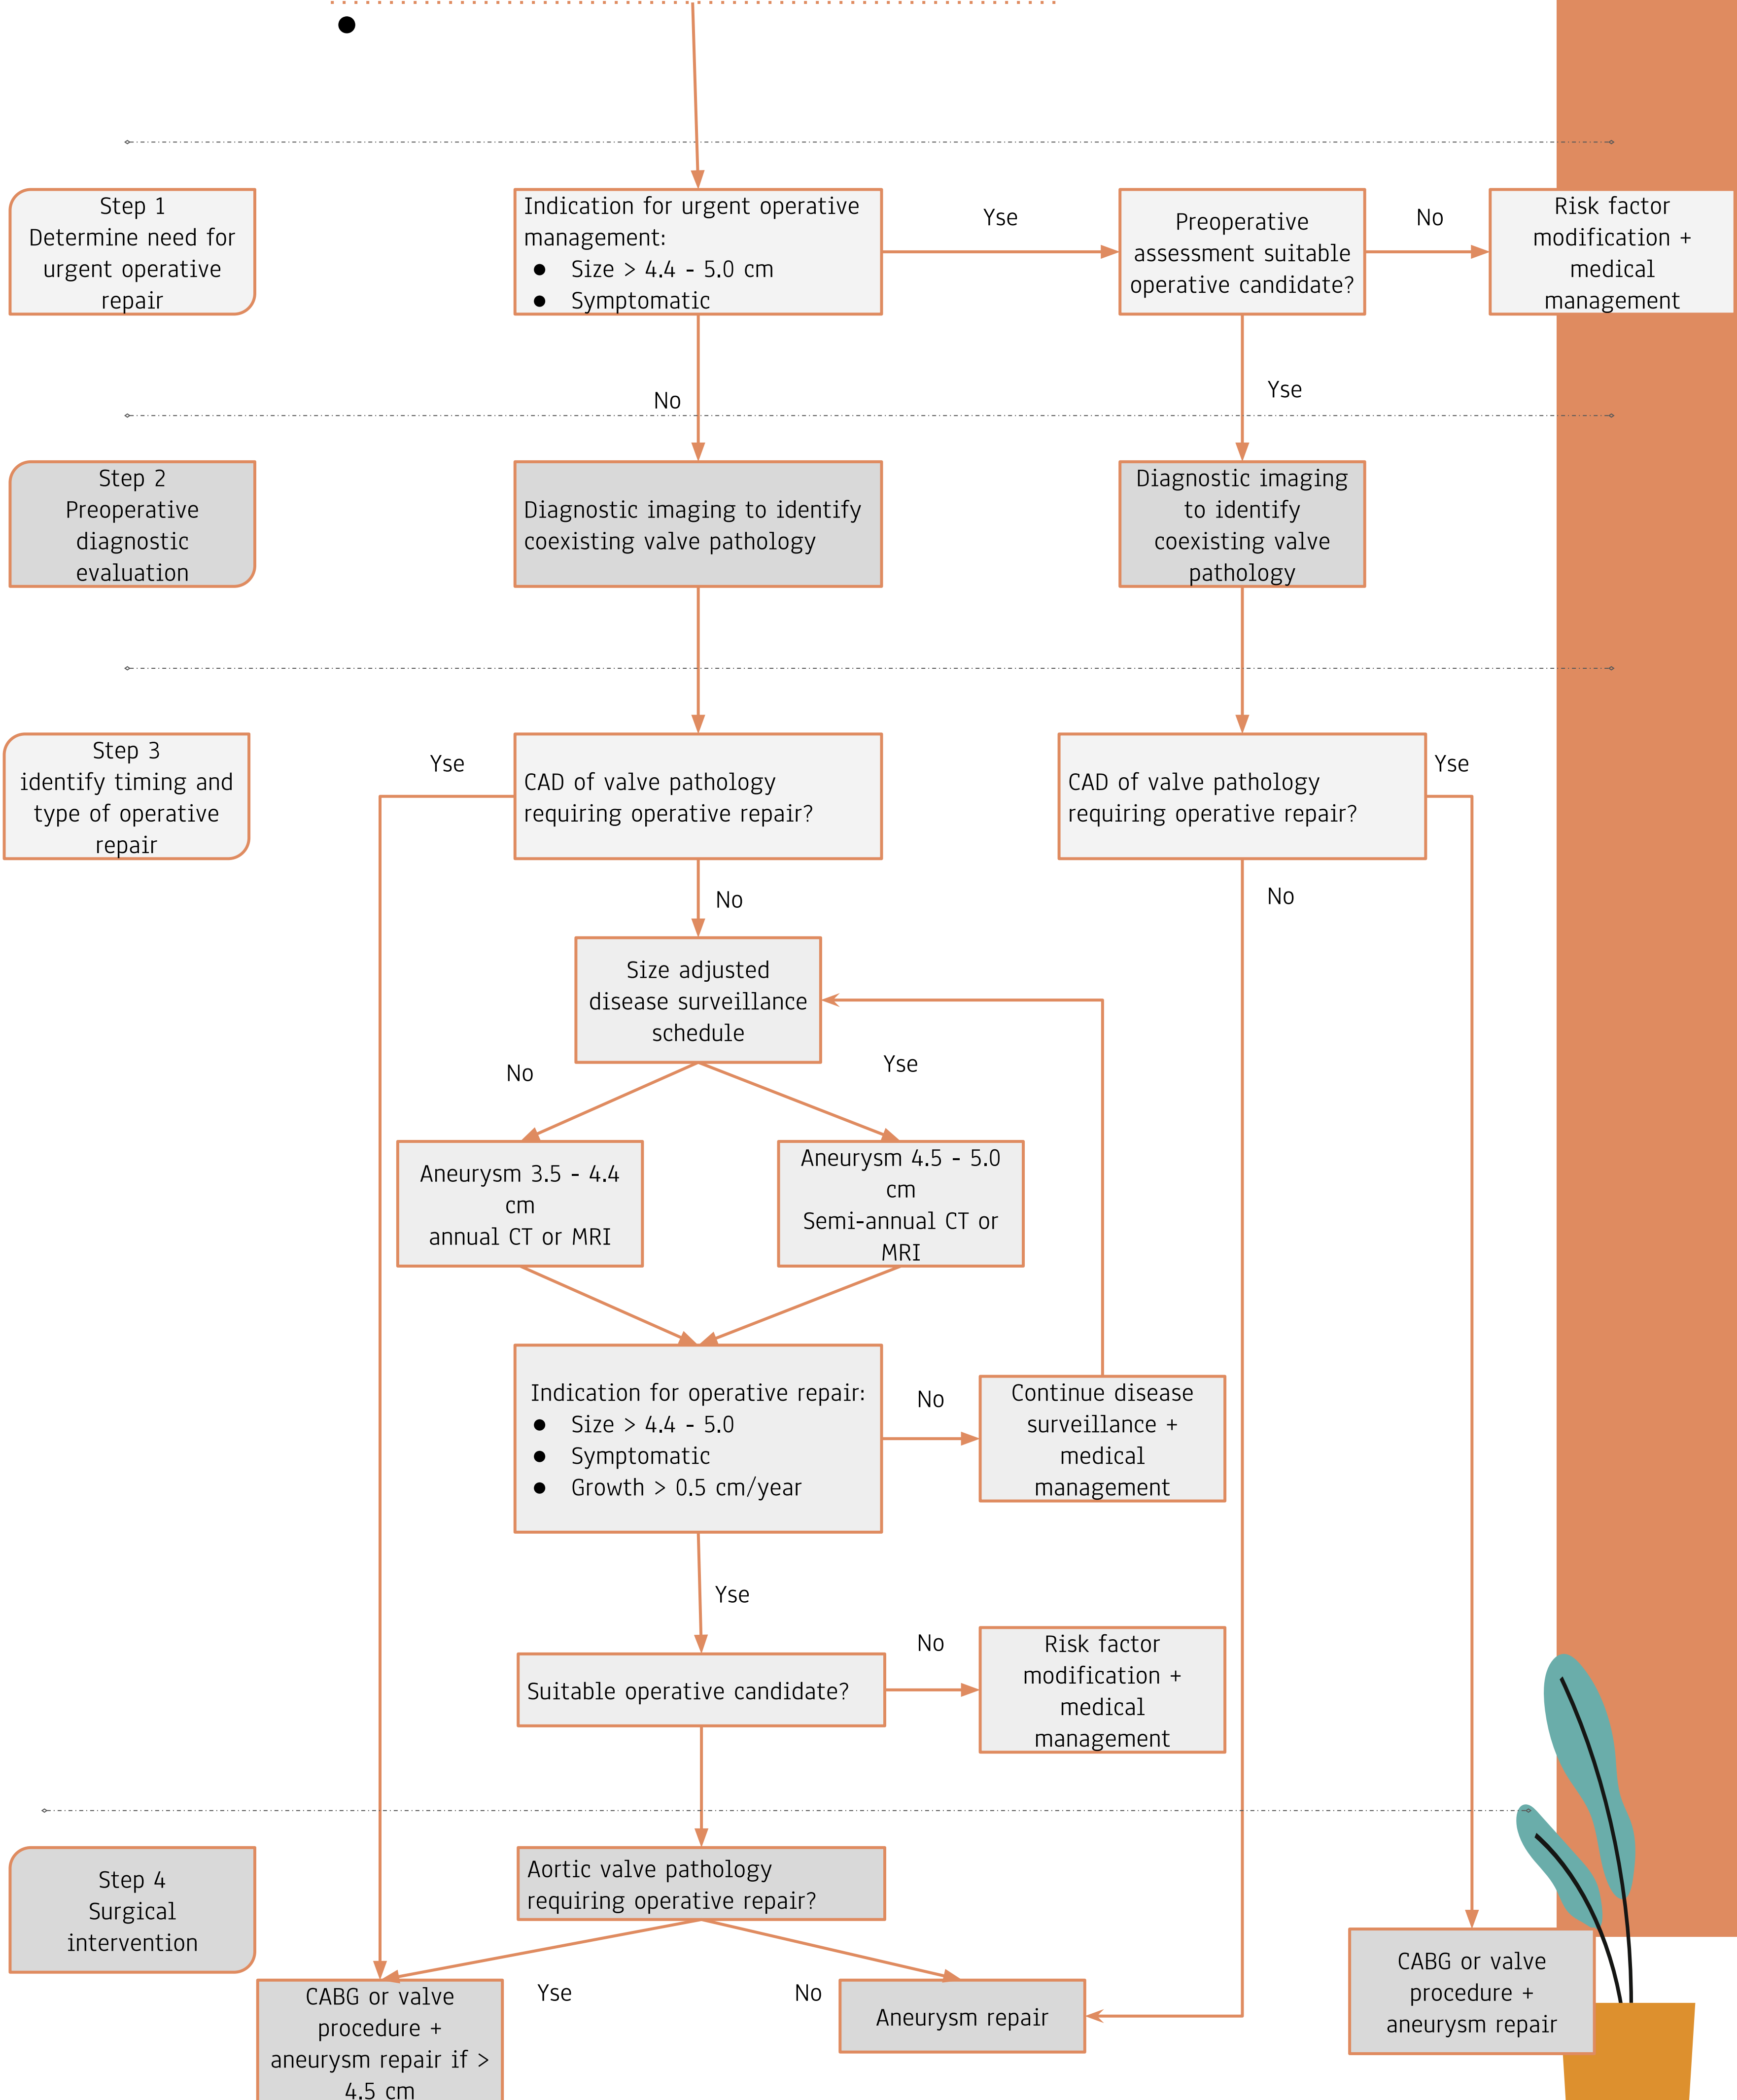 Step 1
Determine need for
urgent operative
repair
Indication for urgent operative
management:
● Size > 4.4 - 5.0 cm
● Symptomatic
Yse
Preoperative
assessment suitable
operative candidate?
No
Risk factor
modification +
medical
management
No
Yse
Step 2
Preoperative
diagnostic
evaluation
Diagnostic imaging to identify
coexisting valve pathology
Diagnostic imaging
to identify
coexisting valve
pathology
Step 3
identify timing and
type of operative
repair
Yse
CAD of valve pathology
requiring operative repair?
CAD of valve pathology
requiring operative repair?
Yse
No
No
Size adjusted
disease surveillance
schedule
No
Yse
Aneurysm 3.5 - 4.4
cm
annual CT or MRI
Aneurysm 4.5 - 5.0
cm
Semi-annual CT or
MRI
Indication for operative repair:
● Size > 4.4 - 5.0
● Symptomatic
● Growth > 0.5 cm/year
No
Continue disease
surveillance +
medical
management
Yse
Suitable operative candidate?
No
Risk factor
modification +
medical
management
Step 4
Surgical
intervention
Aortic valve pathology
requiring operative repair?
CABG or valve
procedure +
aneurysm repair if >
4.5 cm
Yse
No
Aneurysm repair
CABG or valve
procedure +
aneurysm repair